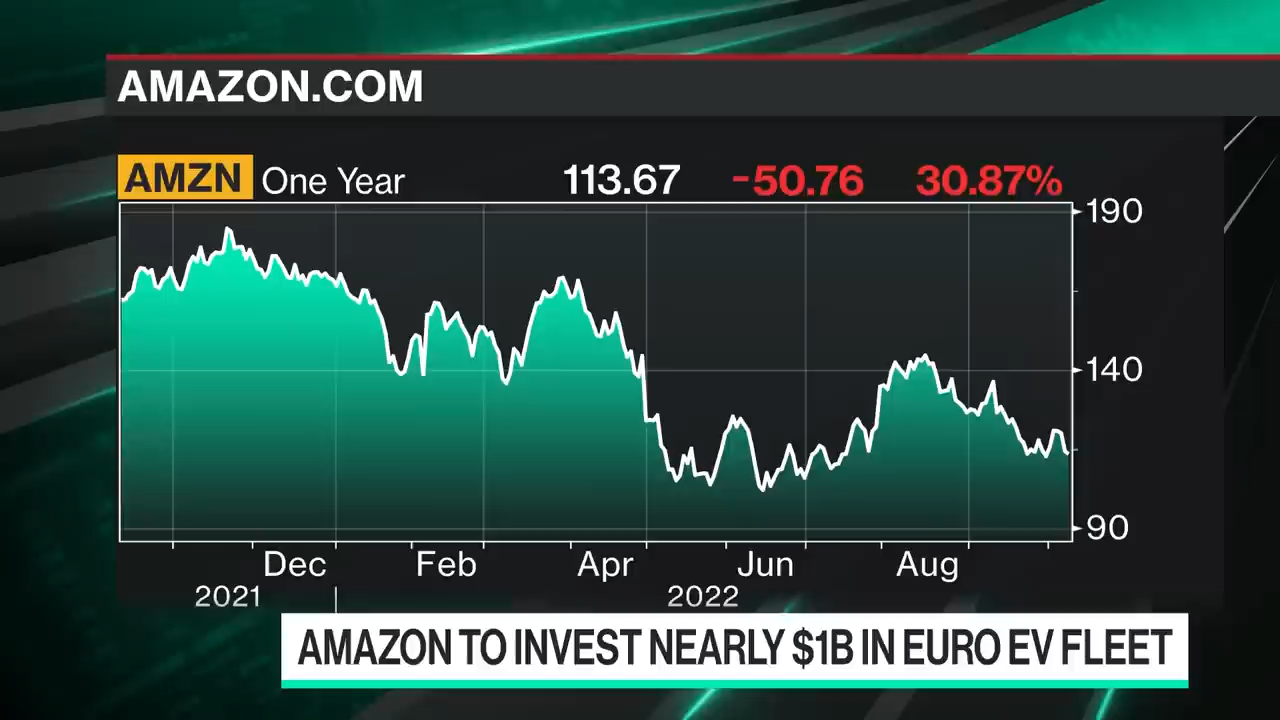 AMAZON.COM
AMZN One Year 113.67 -50.76 30.87%
190
140
90
Dec Feb Apr Jun Aug
2021 2022
AMAZON TO INVEST NEARLY $1B IN EURO EV FLEET